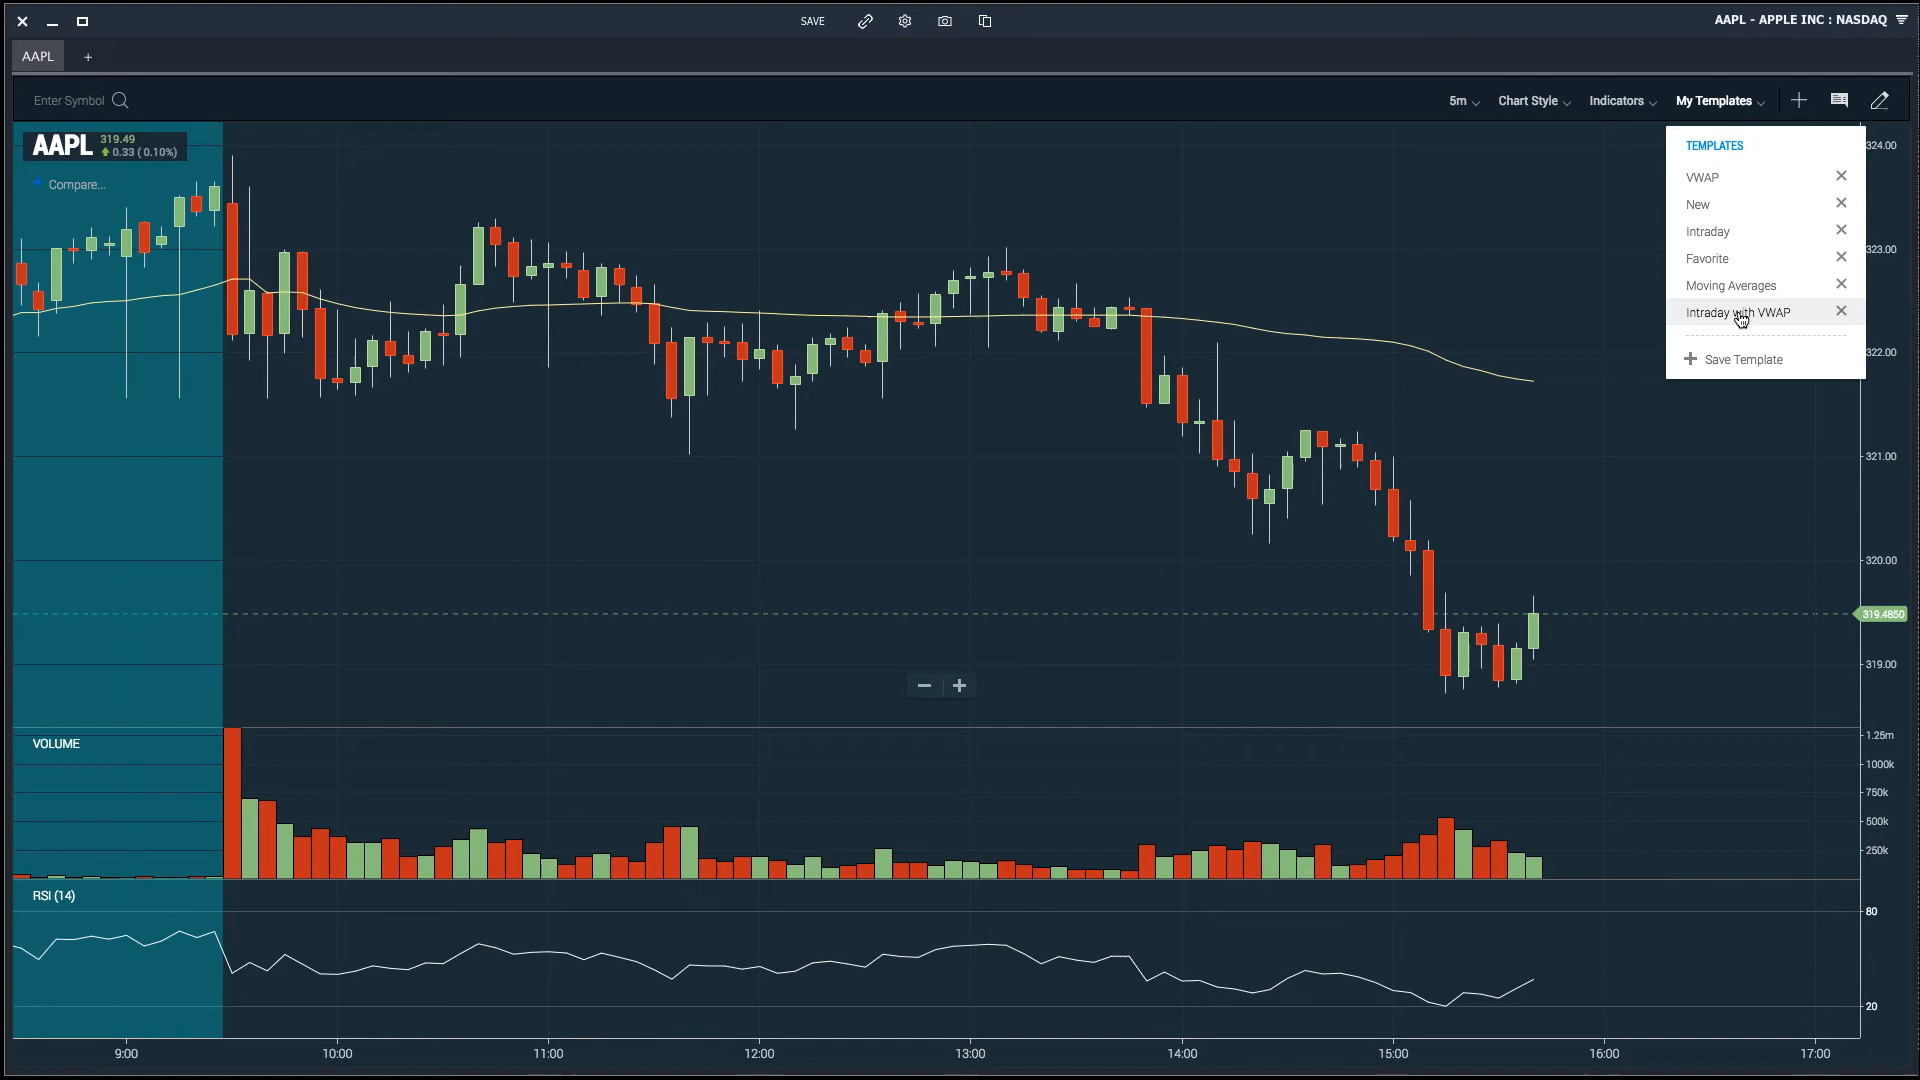 SAVE
AAPL - APPLE INC : NASDAQ
AAPL
+
Enter Symbol
5m
Chart Style
Indicators
My Templates
AAPL
319.49
0.33 (0.10%)
Compare...
TEMPLATES
VWAP
New
Intraday
Favorite
Moving Averages
Intraday with VWAP
Save Template
324.00
323.00
322.00
321.00
320.00
319.4850
319.00
VOLUME
1.25m
1000k
750k
500k
250k
RSI (14)
80
20
9:00
10:00
11:00
12:00
13:00
14:00
15:00
16:00
17:00